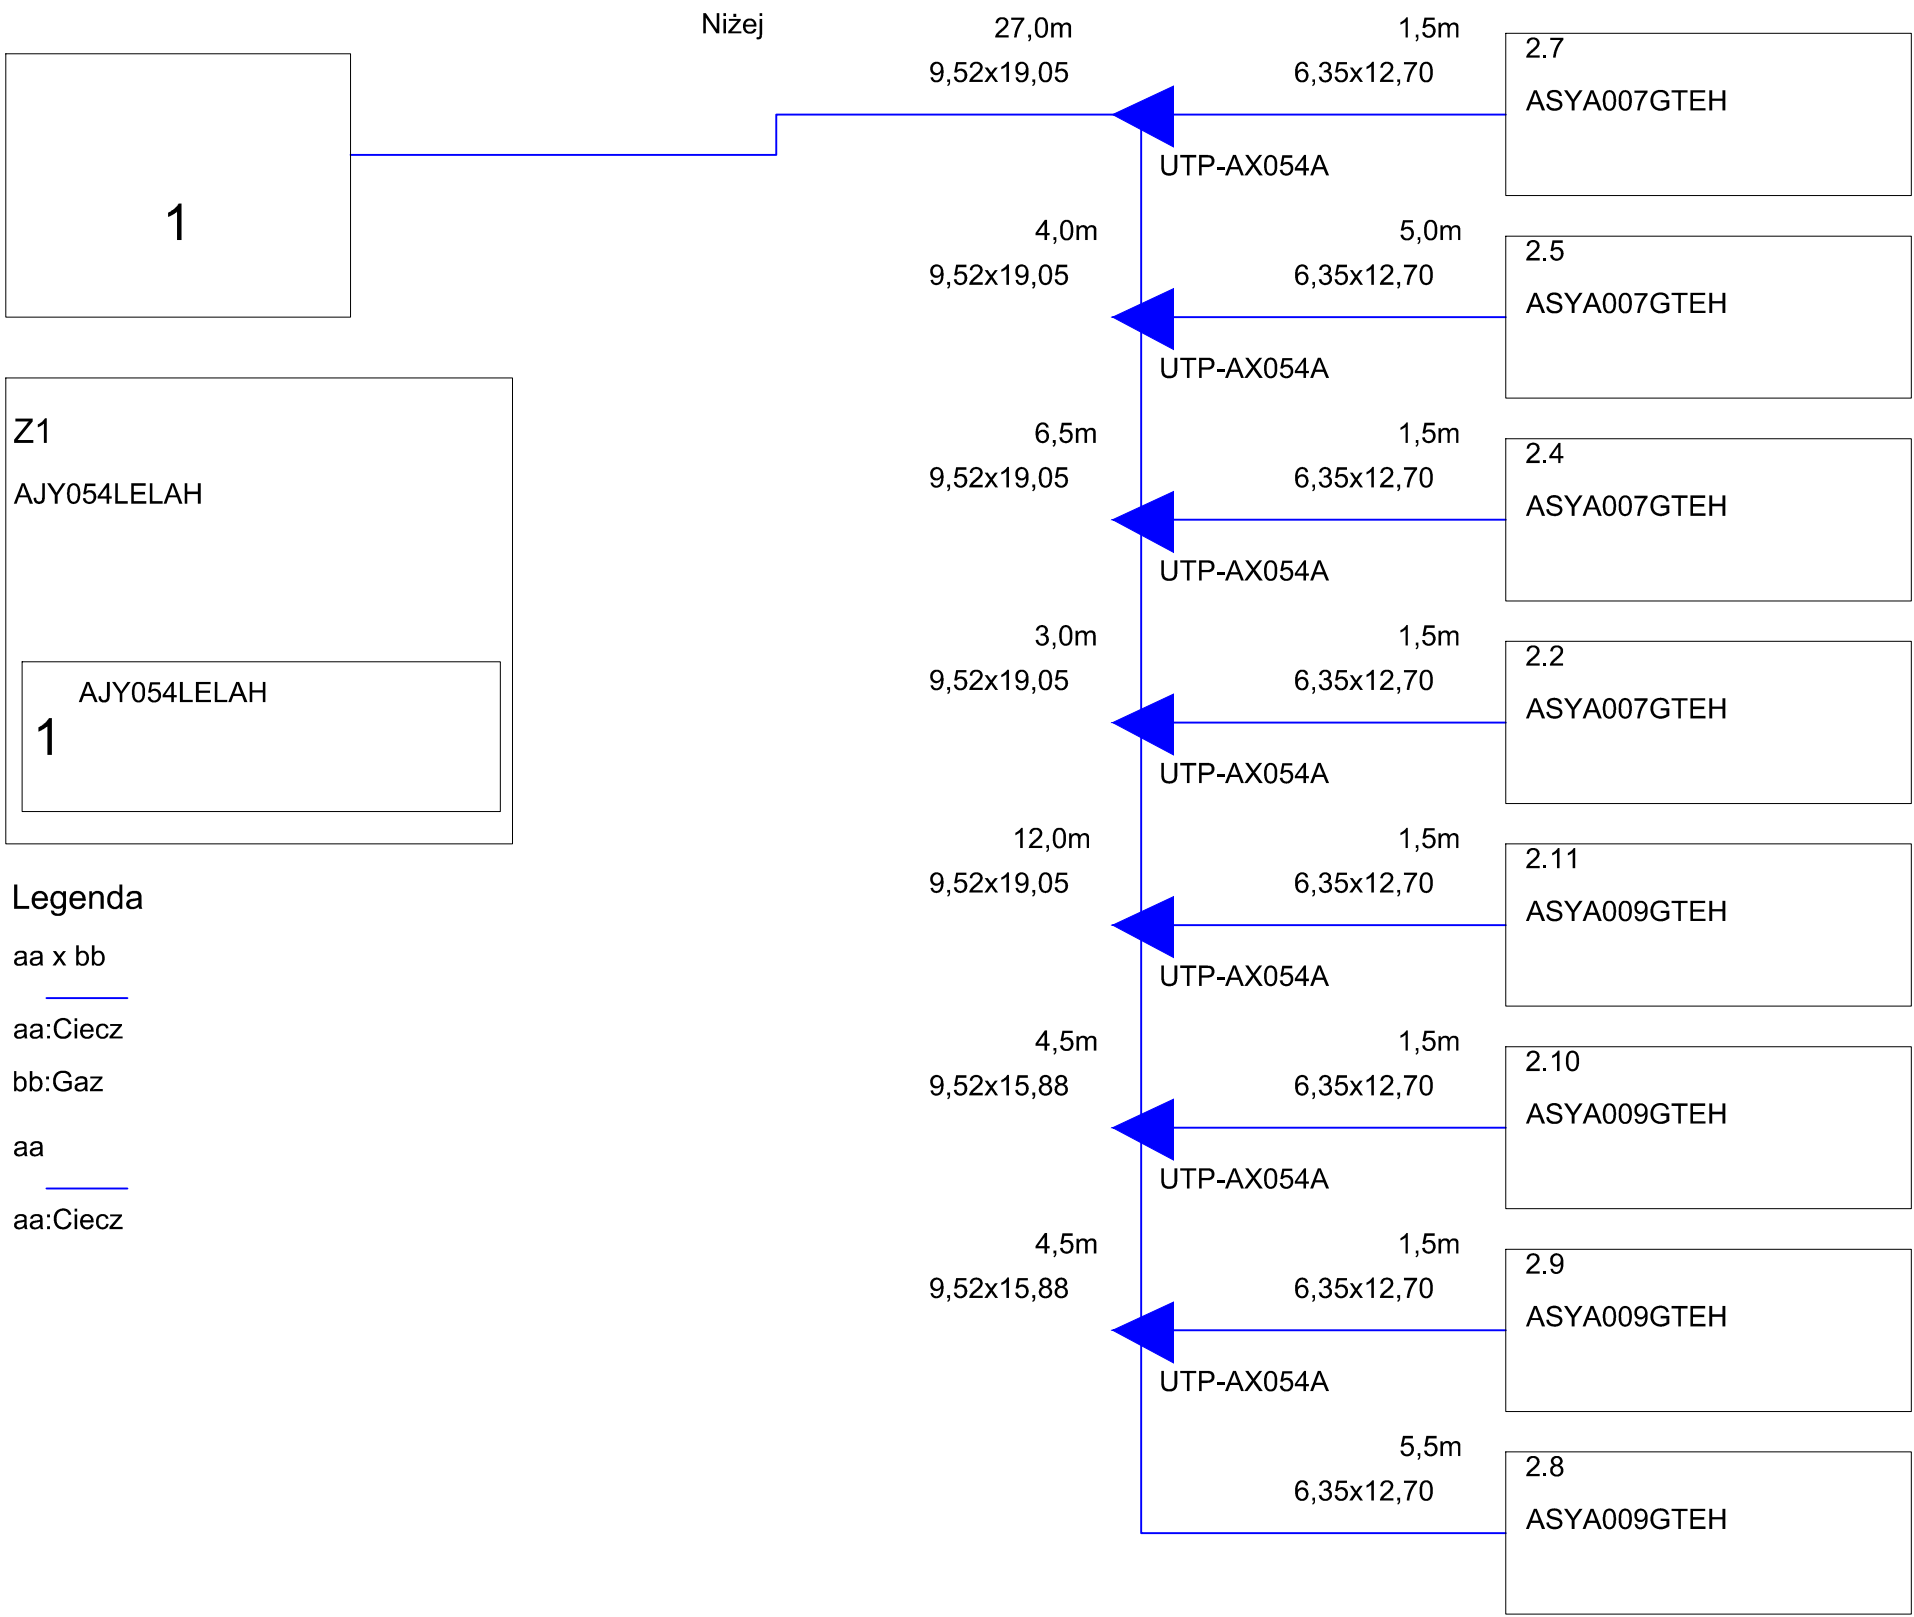 Niżej
27,0m
1,5m
9,52x19,05
6,35x12,70
2.7
ASYA007GTEH
UTP-AX054A
1
4,0m
5,0m
9,52x19,05
6,35x12,70
2.5
ASYA007GTEH
UTP-AX054A
Z1
AJY054LELAH
6,5m
1,5m
9,52x19,05
6,35x12,70
2.4
ASYA007GTEH
UTP-AX054A
AJY054LELAH
1
3,0m
1,5m
9,52x19,05
6,35x12,70
2.2
ASYA007GTEH
UTP-AX054A
12,0m
1,5m
9,52x19,05
6,35x12,70
2.11
ASYA009GTEH
UTP-AX054A
Legenda
aa x bb
aa:Ciecz
bb:Gaz
aa
aa:Ciecz
4,5m
1,5m
9,52x15,88
6,35x12,70
2.10
ASYA009GTEH
UTP-AX054A
4,5m
1,5m
9,52x15,88
6,35x12,70
2.9
ASYA009GTEH
UTP-AX054A
5,5m
6,35x12,70
2.8
ASYA009GTEH